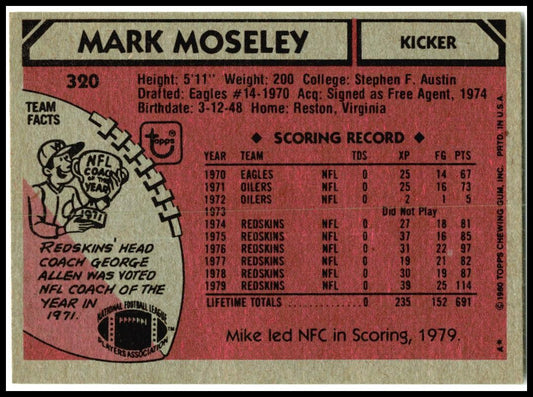 MARK MOSELEY
KICKER
320
Height: 5'11" Weight: 200 College: Stephen F. Austin
Drafted: Eagles #14-1970 Acq: Signed as Free Agent, 1974
Birthdate: 3-12-48 Home: Reston, Virginia
TEAM
FACTS
NFL
COACH
OF THE
YEAR
1971
REDSKINS' HEAD
COACH GEORGE
ALLEN WAS VOTED
NFL COACH OF THE
YEAR IN
1971.
NATIONAL FOOTBALL LEAGUE
PLAYERS ASSOCIATION
topps
◆ SCORING RECORD ◆
YEAR TEAM TDS XP FG PTS
1970 EAGLES NFL 0 25 14 67
1971 OILERS NFL 0 25 16 73
1972 OILERS NFL 0 2 1 5
1973 Did Not Play
1974 REDSKINS NFL 0 27 18 81
1975 REDSKINS NFL 0 37 16 85
1976 REDSKINS NFL 0 31 22 97
1977 REDSKINS NFL 0 19 21 82
1978 REDSKINS NFL 0 30 19 87
1979 REDSKINS NFL 0 39 25 114
LIFETIME TOTALS 0 235 152 691
Mike led NFC in Scoring, 1979.
© 1980 TOPPS CHEWING GUM, INC. PRTD. IN U.S.A.
A*